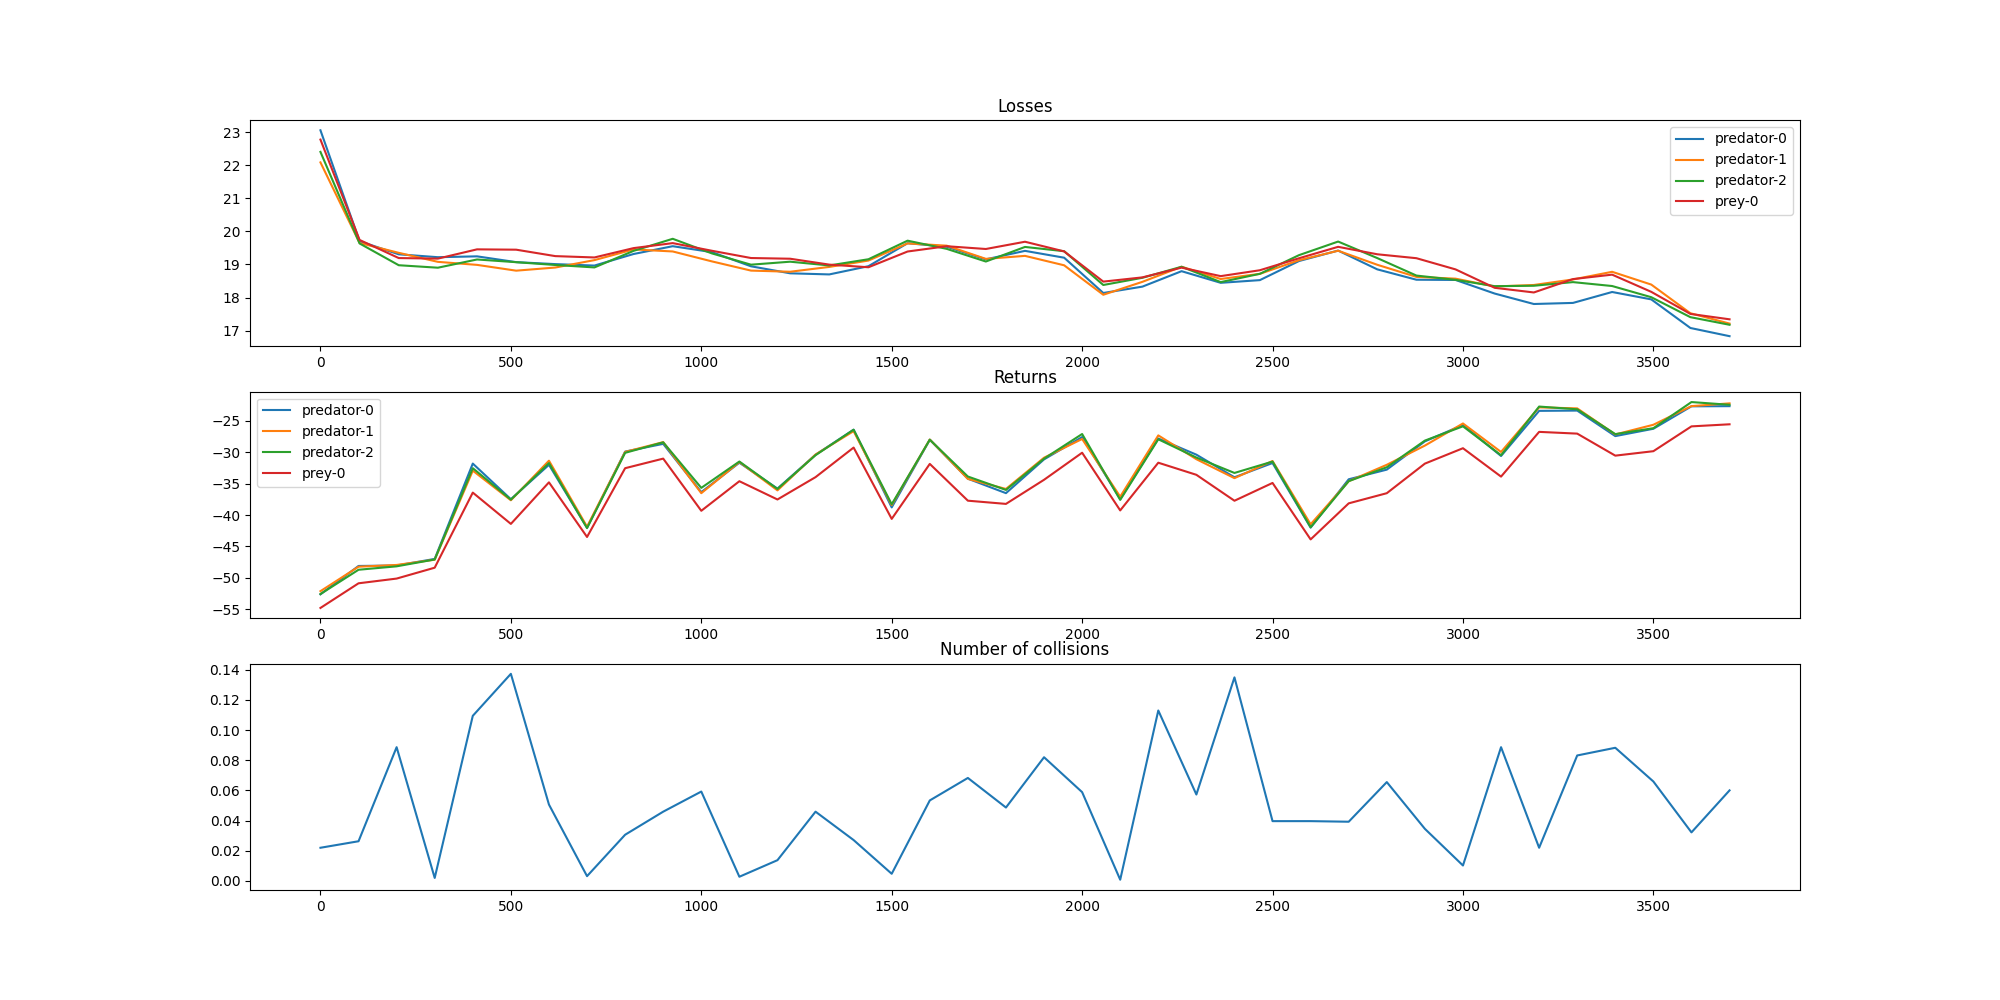 Losses
23
22
21
20
19
18
17
predator-0
predator-1
predator-2
prey-0
0 500 1000 1500 2000 2500 3000 3500
Returns
−25
−30
−35
−40
−45
−50
−55
predator-0
predator-1
predator-2
prey-0
0 500 1000 1500 2000 2500 3000 3500
Number of collisions
0.14
0.12
0.10
0.08
0.06
0.04
0.02
0.00
0 500 1000 1500 2000 2500 3000 3500